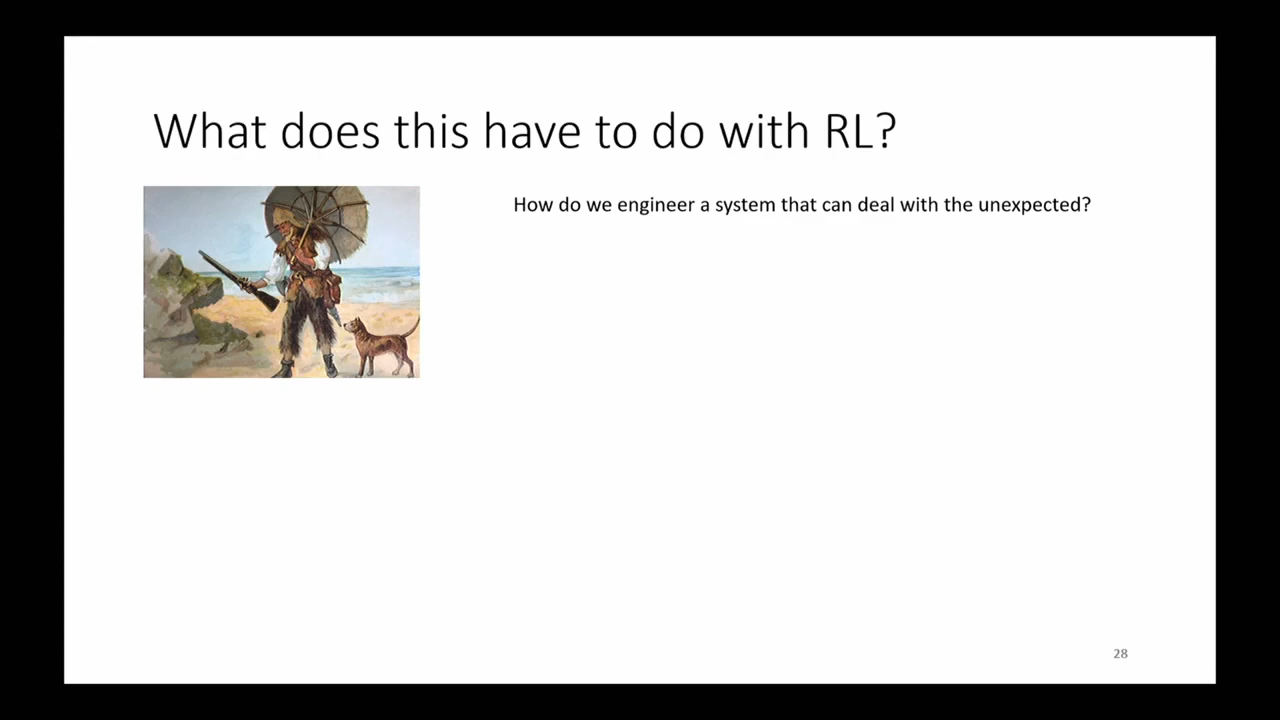 What does this have to do with RL?
How do we engineer a system that can deal with the unexpected?
28